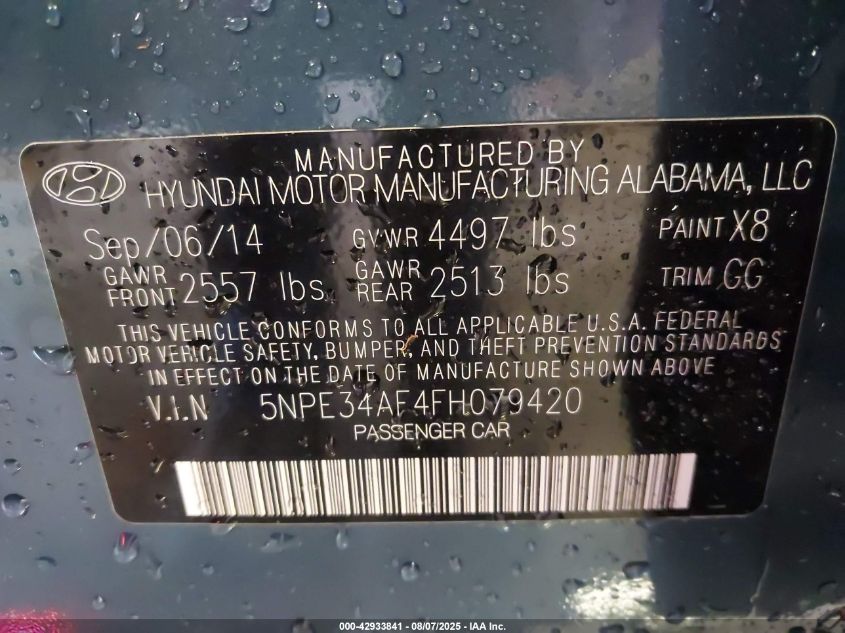 MANUFACTURED BY
HYUNDAI MOTOR MANUFACTURING ALABAMA, LLC
Sep/06/14 GVWR 4497 lbs PAINT X8
GAWR FRONT 2557 lbs GAWR REAR 2513 lbs TRIM GG
THIS VEHICLE CONFORMS TO ALL APPLICABLE U.S.A. FEDERAL
MOTOR VEHICLE SAFETY, BUMPER, AND THEFT PREVENTION STANDARDS
IN EFFECT ON THE DATE OF MANUFACTURE SHOWN ABOVE
V.I.N 5NPE34AF4FH079420
PASSENGER CAR
000-42933841 - 08/07/2025 - IAA Inc.